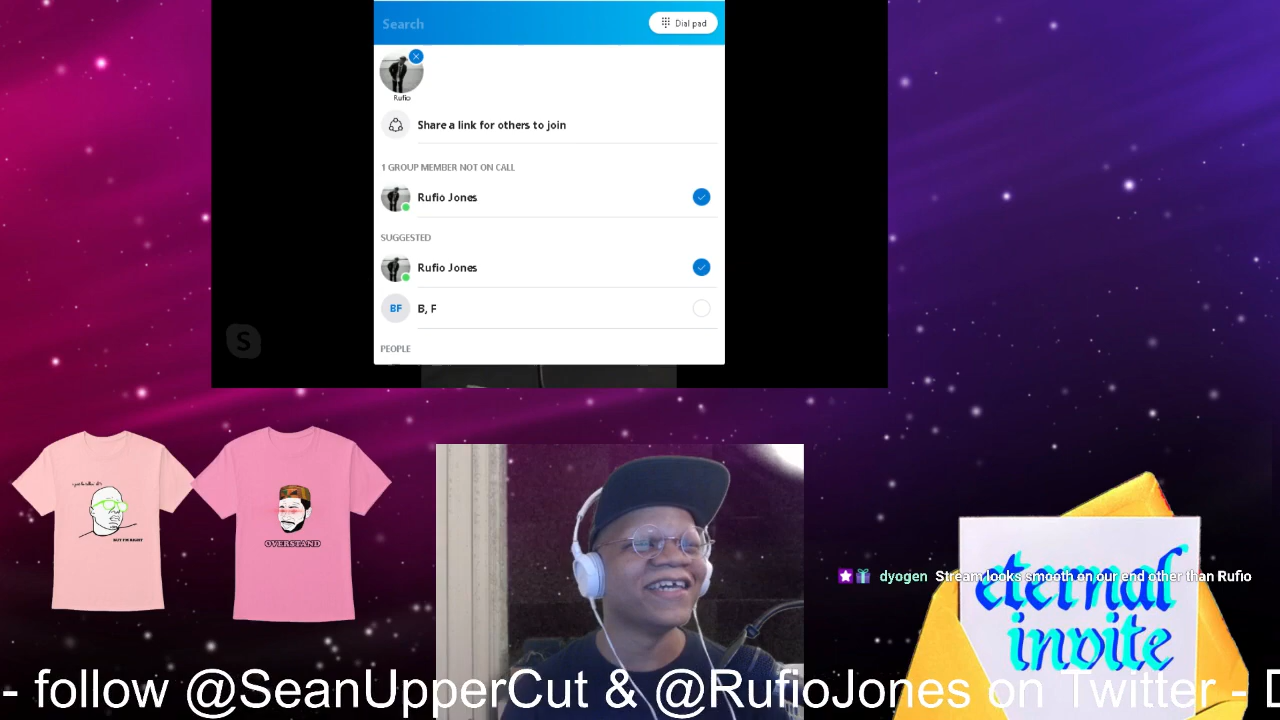 Search
Dial pad
Rufio
Share a link for others to join
1 GROUP MEMBER NOT ON CALL
Rufio Jones
SUGGESTED
Rufio Jones
BF
B, F
PEOPLE
S
BUT I'M RIGHT
OVERSTAND
dyogen Stream looks smooth on our end other than Rufio
eternal
invite
- follow @SeanUpperCut & @RufioJones on Twitter - D